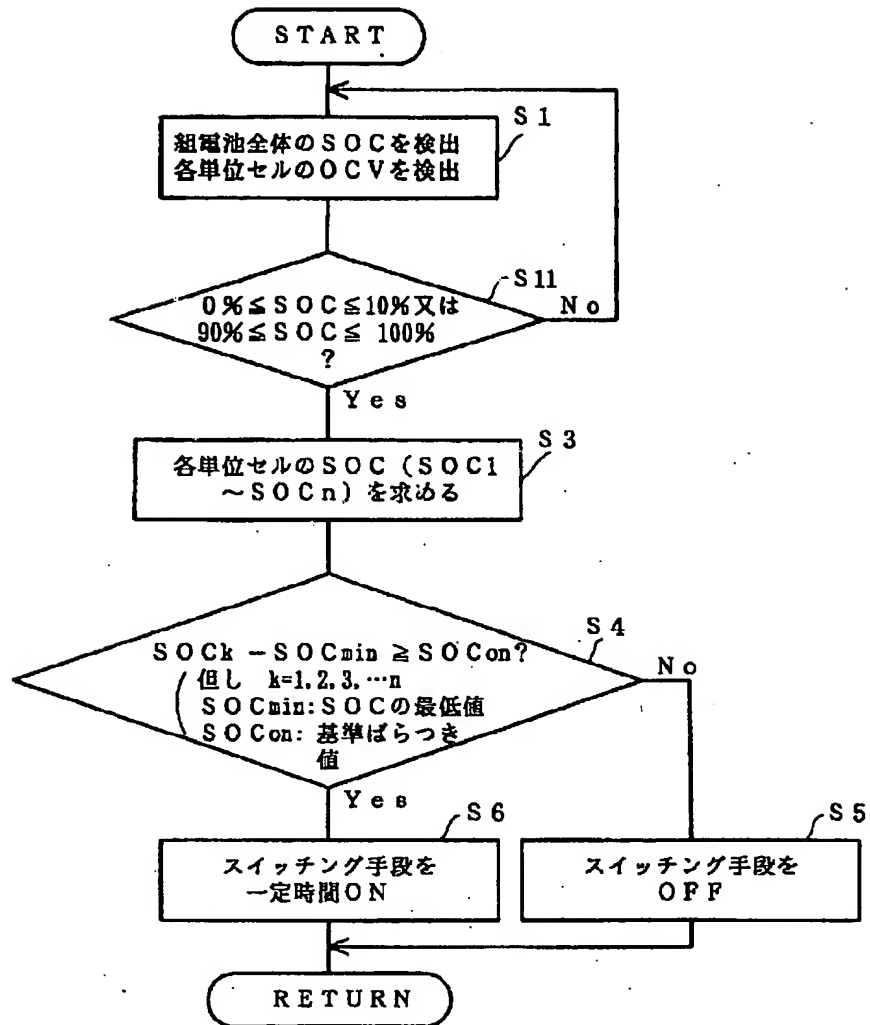 START
S1
組電池全体のSOCを検出
各単位セルのOCVを検出
S11
0%≦SOC≦10%又は
90%≦SOC≦ 100%
?
No
Yes
S3
各単位セルのSOC(SOC1
~SOCn)を求める
S4
SOCk -SOCmin ≧SOCon?
但し k=1,2,3,…n
SOCmin:SOCの最低値
SOCon: 基準ばらつき
値
No
Yes
S6
スイッチング手段を
一定時間ON
S5
スイッチング手段を
OFF
RETURN